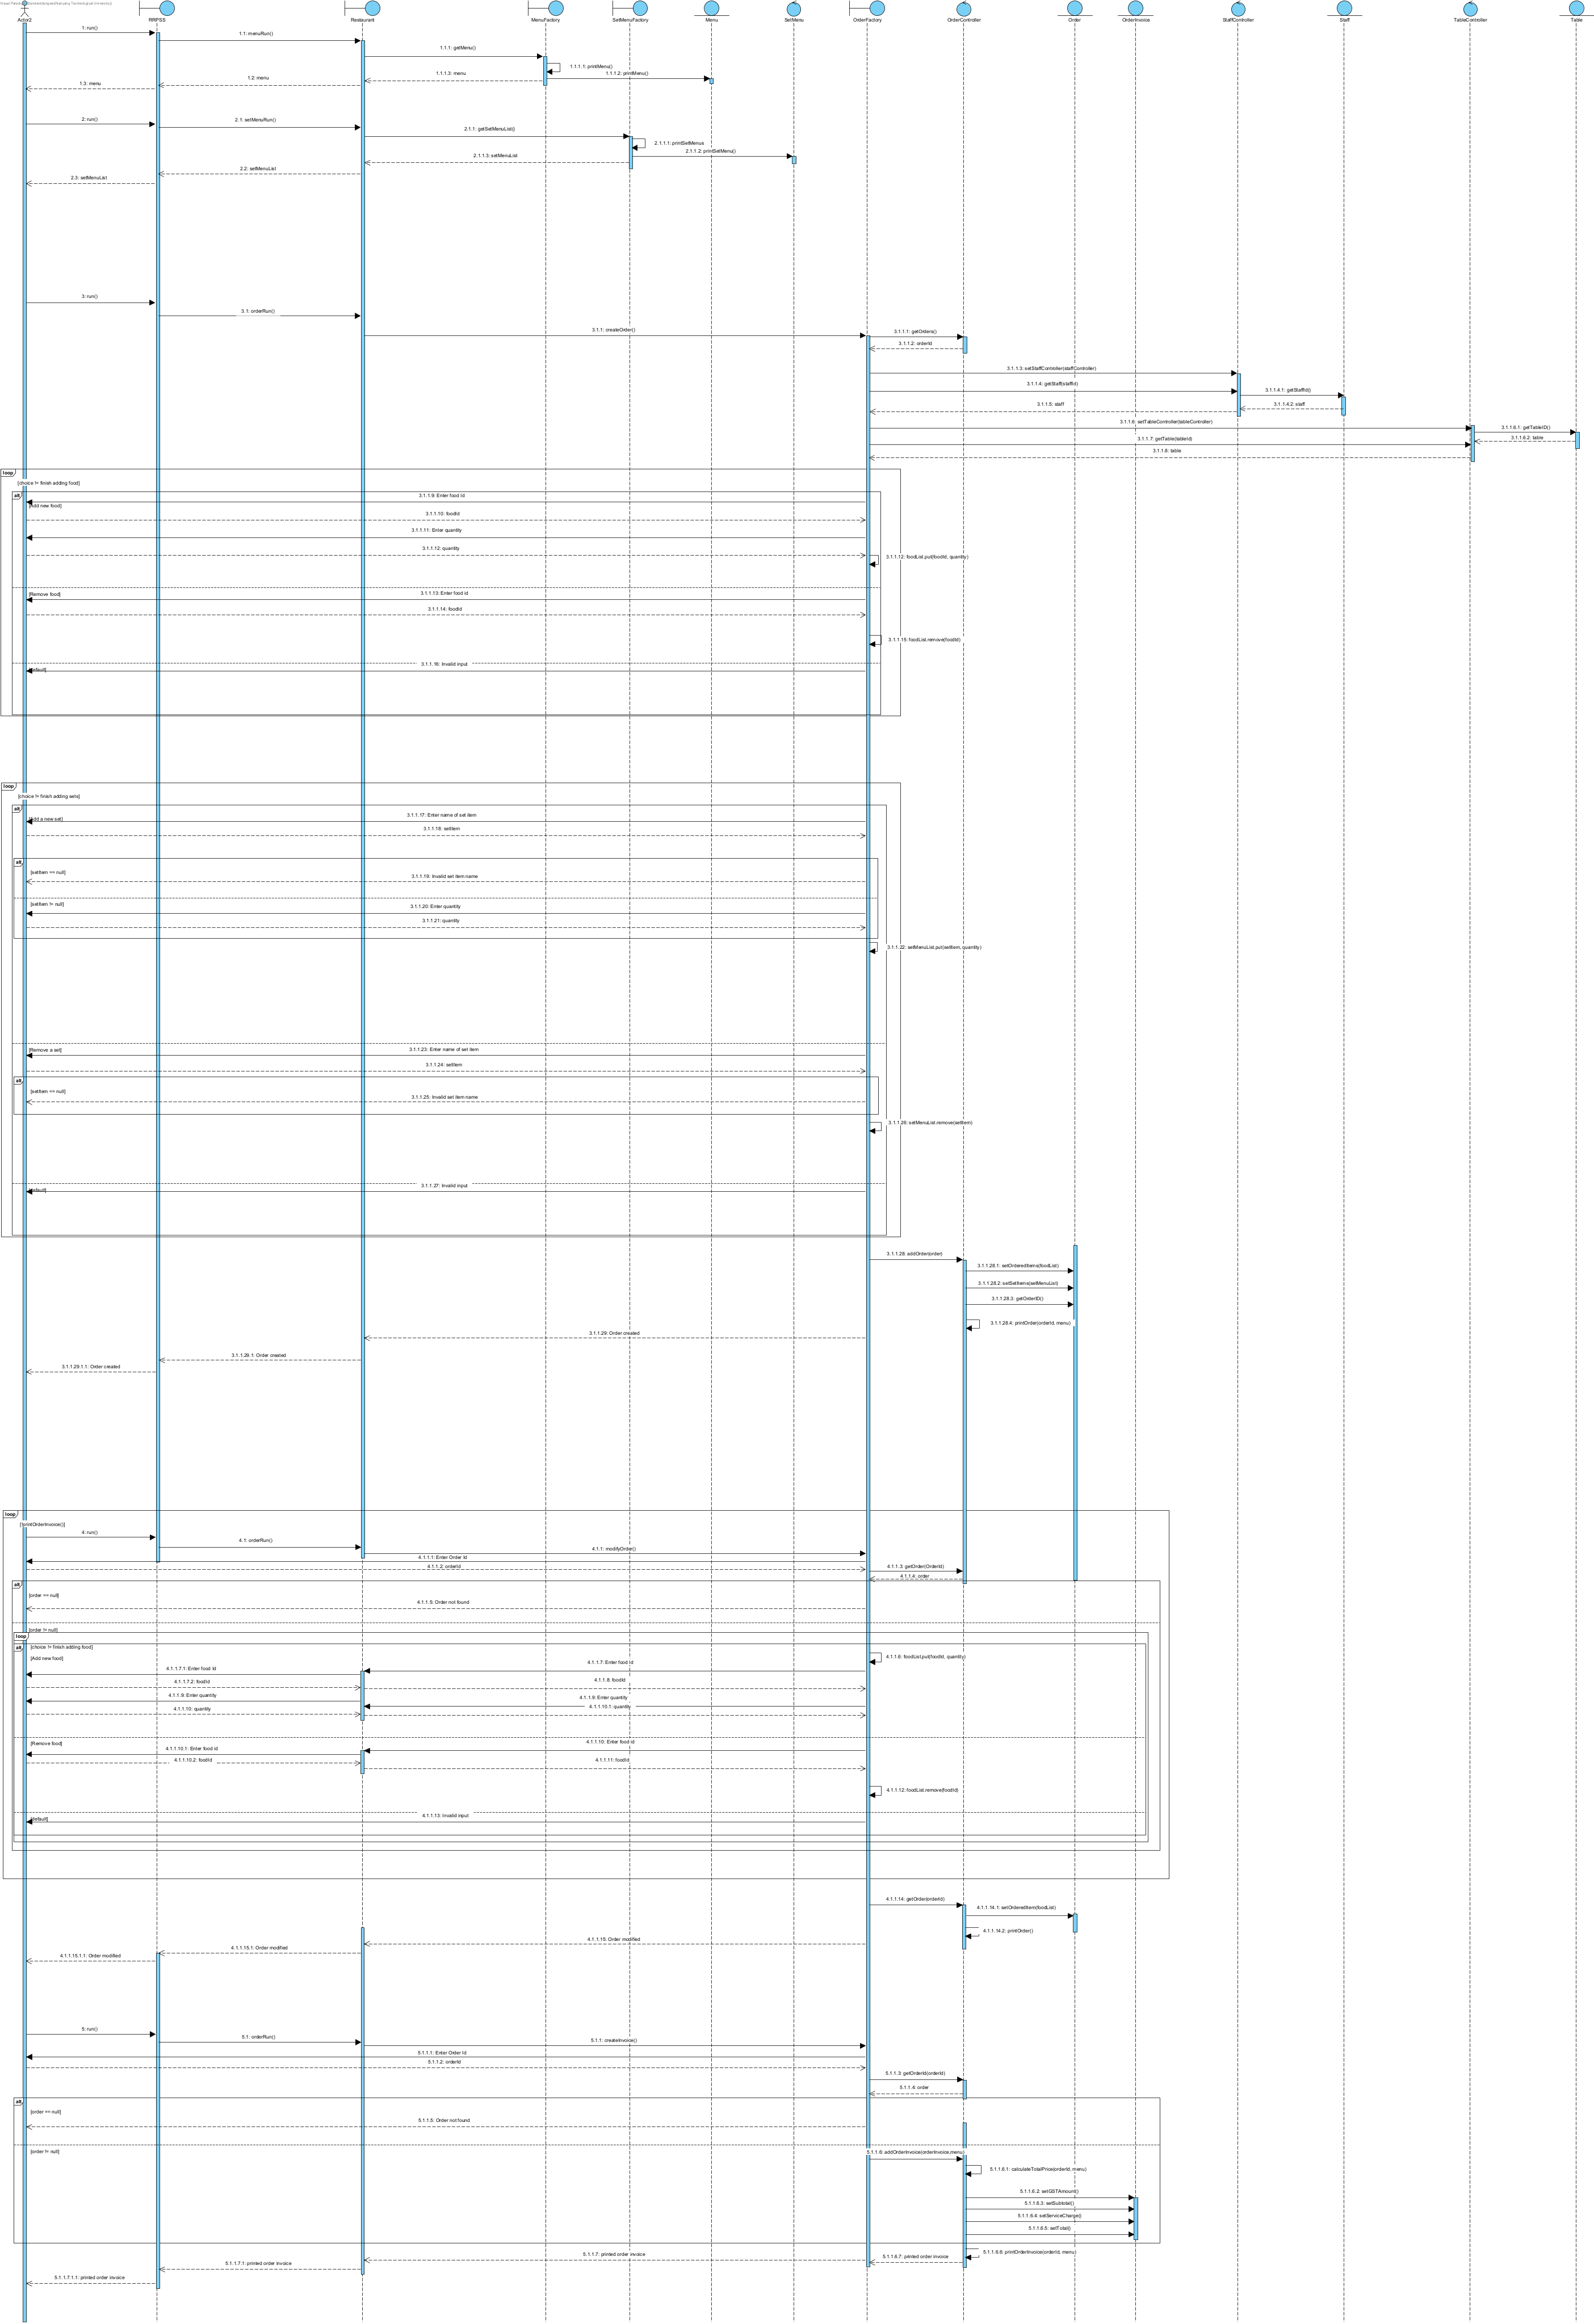 Actor2
RRPSS
Restaurant
MenuFactory
SetMenuFactory
Menu
SetMenu
OrderFactory
OrderController
Order
OrderInvoice
StaffController
Staff
TableController
Table
1: run()
1.1: menuRun()
1.1.1: getMenu()
1.1.1.1: printMenu()
1.1.1.2: printMenu()
1.1.1.3: menu
1.2: menu
1.3: menu
2: run()
2.1: setMenuRun()
2.1.1: getSetMenuList()
2.1.1.1: printSetMenus
2.1.1.2: printSetMenu()
2.1.1.3: setMenuList
2.2: setMenuList
2.3: setMenuList
3: run()
3.1: orderRun()
3.1.1: createOrder()
3.1.1.1: getOrders()
3.1.1.2: orderId
3.1.1.3: setStaffController(staffController)
3.1.1.4: getStaff(staffId)
3.1.1.4.1: getStaffId()
3.1.1.4.2: staff
3.1.1.5: staff
3.1.1.6: setTableController(tableController)
3.1.1.6.1: getTableID()
3.1.1.6.2: table
3.1.1.7: getTable(tableId)
3.1.1.8: table
loop
[choice != finish adding food]
alt
3.1.1.9: Enter food Id
[Add new food]
3.1.1.10: foodId
3.1.1.11: Enter quantity
3.1.1.12: quantity
3.1.1.12: foodList.put(foodId, quantity)
[Remove food]
3.1.1.13: Enter food id
3.1.1.14: foodId
3.1.1.15: foodList.remove(foodId)
3.1.1.16: Invalid input
[default]
loop
[choice != finish adding sets]
alt
3.1.1.17: Enter name of set item
[Add a new set]
3.1.1.18: setItem
alt
[setItem == null]
3.1.1.19: Invalid set item name
[setItem != null]
3.1.1.20: Enter quantity
3.1.1.21: quantity
3.1.1.22: setMenuList.put(setItem, quantity)
[Remove a set]
3.1.1.23: Enter name of set item
3.1.1.24: setItem
alt
[setItem == null]
3.1.1.25: Invalid set item name
3.1.1.26: setMenuList.remove(setItem)
3.1.1.27: Invalid input
[default]
3.1.1.28: addOrder(order)
3.1.1.28.1: setOrderedItems(foodList)
3.1.1.28.2: setSetItems(setMenuList)
3.1.1.28.3: getOrderID()
3.1.1.28.4: printOrder(orderId, menu)
3.1.1.29: Order created
3.1.1.29.1: Order created
3.1.1.29.1.1: Order created
loop
[!printOrderInvoice()]
4: run()
4.1: orderRun()
4.1.1: modifyOrder()
4.1.1.1: Enter Order Id
4.1.1.2: orderId
4.1.1.3: getOrder(OrderId)
4.1.1.4: order
alt
[order == null]
4.1.1.5: Order not found
[order != null]
loop
[choice != finish adding food]
alt
[Add new food]
4.1.1.6: foodList.put(foodId, quantity)
4.1.1.7: Enter food id
4.1.1.7.1: Enter food Id
4.1.1.7.2: foodId
4.1.1.8: foodId
4.1.1.9: Enter quantity
4.1.1.9: Enter quantity
4.1.1.10: quantity
4.1.1.10.1: quantity
[Remove food]
4.1.1.10: Enter food id
4.1.1.10.1: Enter food id
4.1.1.10.2: foodId
4.1.1.11: foodId
4.1.1.12: foodList.remove(foodId)
4.1.1.13: Invalid input
[default]
4.1.1.14: getOrder(orderId)
4.1.1.14.1: setOrderedItem(foodList)
4.1.1.14.2: printOrder()
4.1.1.15: Order modified
4.1.1.15.1: Order modified
4.1.1.15.1.1: Order modified
5: run()
5.1: orderRun()
5.1.1: createInvoice()
5.1.1.1: Enter Order Id
5.1.1.2: orderId
5.1.1.3: getOrderId(orderId)
5.1.1.4: order
alt
[order == null]
5.1.1.5: Order not found
[order != null]
5.1.1.6: addOrderInvoice(orderInvoice,menu)
5.1.1.6.1: calculateTotalPrice(orderId, menu)
5.1.1.6.2: setGSTAmount()
5.1.1.6.3: setSubtotal()
5.1.1.6.4: setServiceCharge()
5.1.1.6.5: setTotal()
5.1.1.6.6: printOrderInvoice(orderId, menu)
5.1.1.6.7: printed order invoice
5.1.1.7: printed order invoice
5.1.1.7.1: printed order invoice
5.1.1.7.1.1: printed order invoice